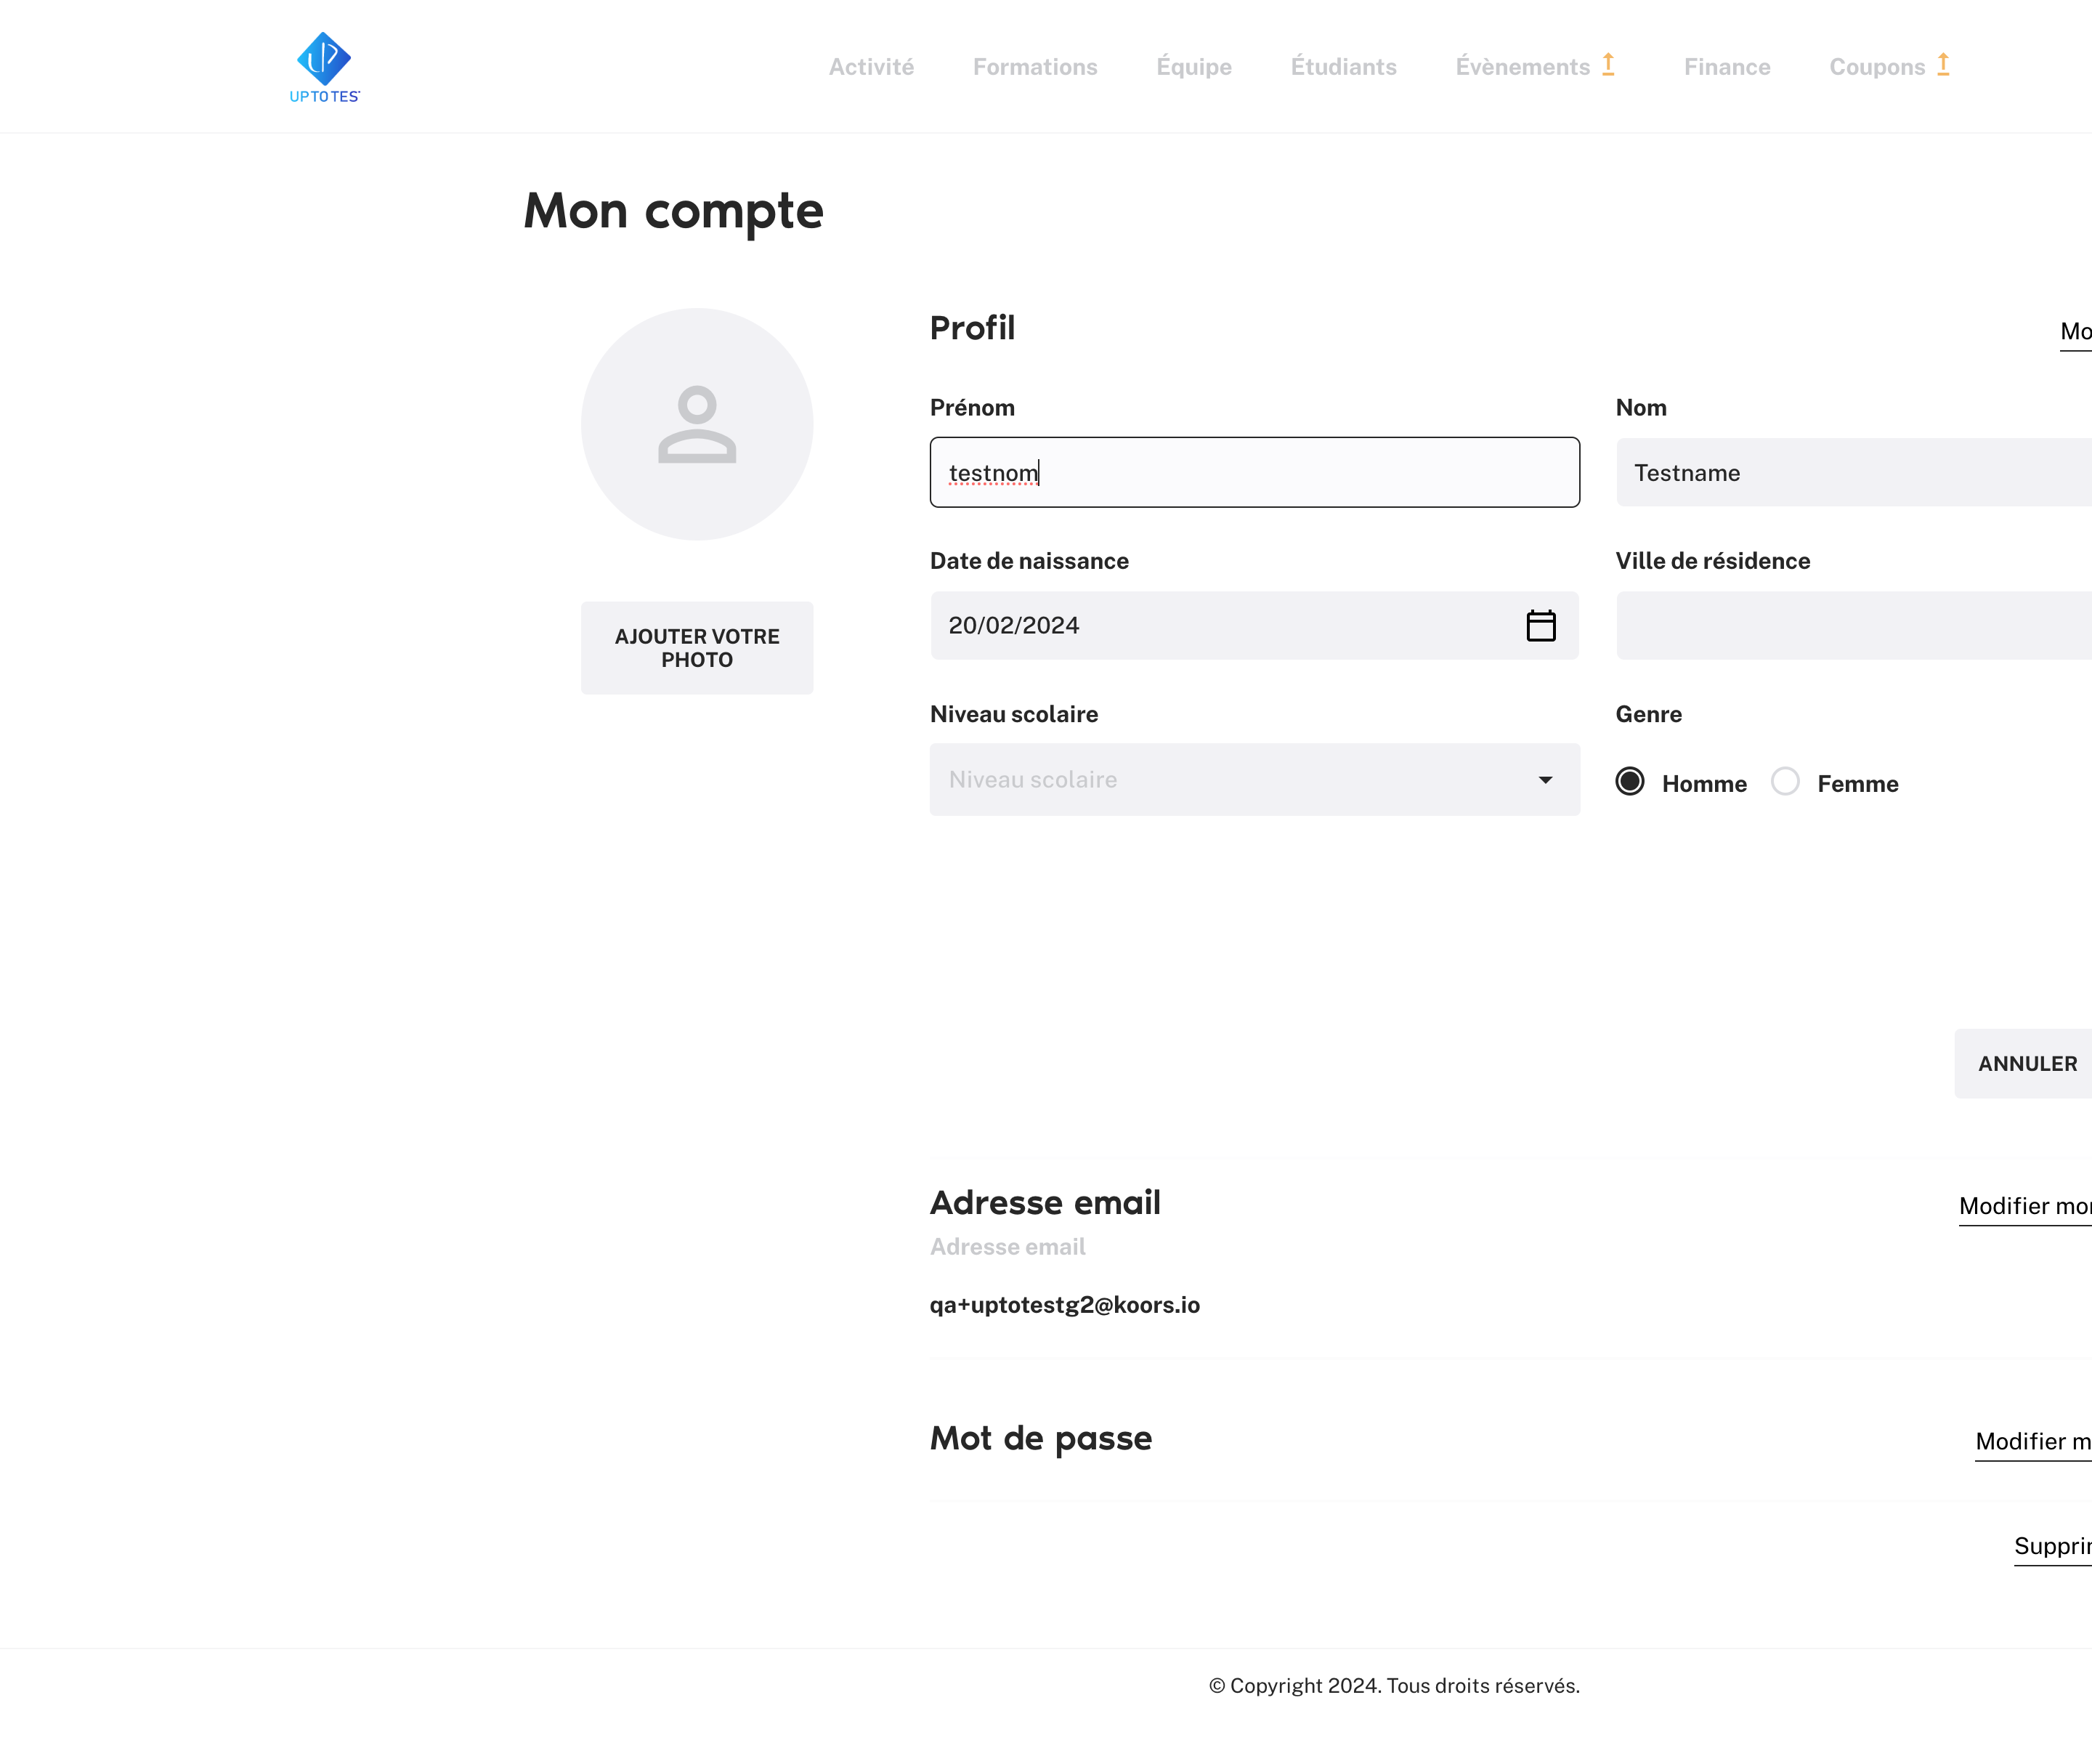 UPTOTES
Activité Formations Équipe Étudiants Évènements Finance Coupons
Mon compte
Profil
Mo
Prénom Nom
testnom Testname
Date de naissance Ville de résidence
20/02/2024
AJOUTER VOTRE
PHOTO
Niveau scolaire Genre
Niveau scolaire Homme Femme
ANNULER
Adresse email
Modifier mon
Adresse email
qa+uptotestg2@koors.io
Mot de passe
Modifier m
Supprim
© Copyright 2024. Tous droits réservés.